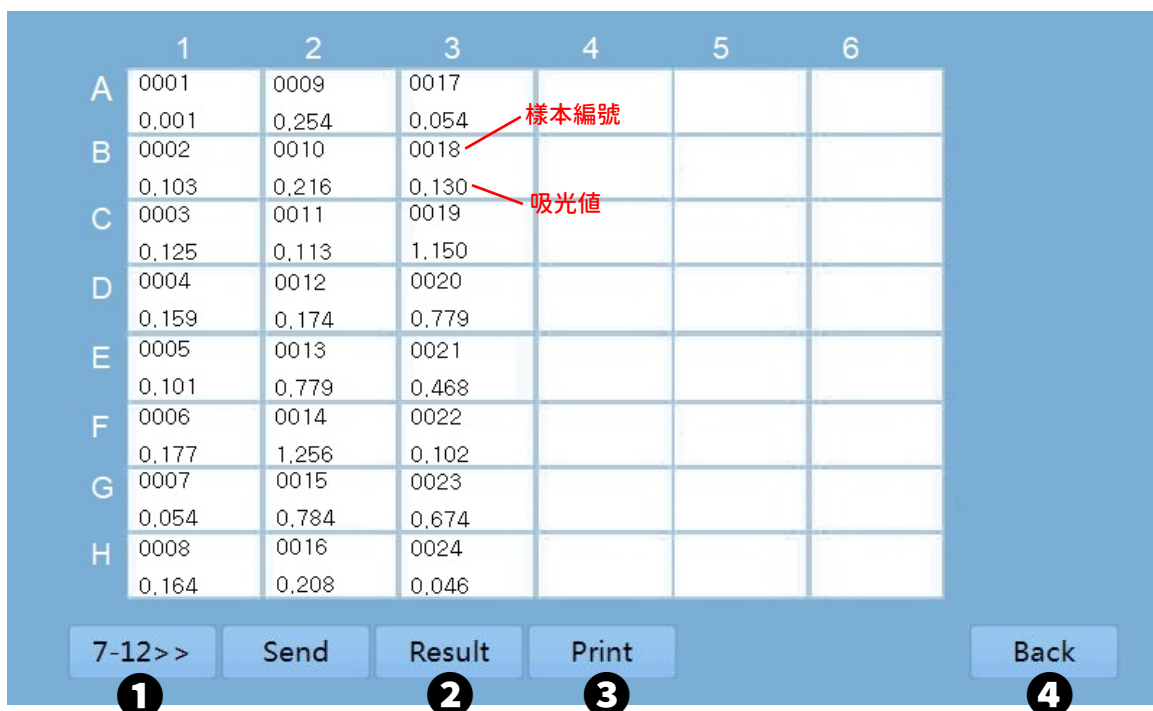 1 2 3 4 5 6
A 0001 0009 0017
0.001 0.254 0.054 樣本編號
B 0002 0010 0018
0.103 0.216 0.130 吸光值
C 0003 0011 0019
0.125 0.113 1.150
D 0004 0012 0020
0.159 0.174 0.779
E 0005 0013 0021
0.101 0.779 0.468
F 0006 0014 0022
0.177 1.256 0.102
G 0007 0015 0023
0.054 0.784 0.674
H 0008 0016 0024
0.164 0.208 0.046
7-12>> Send Result Print Back
❶ ❷ ❸ ❹